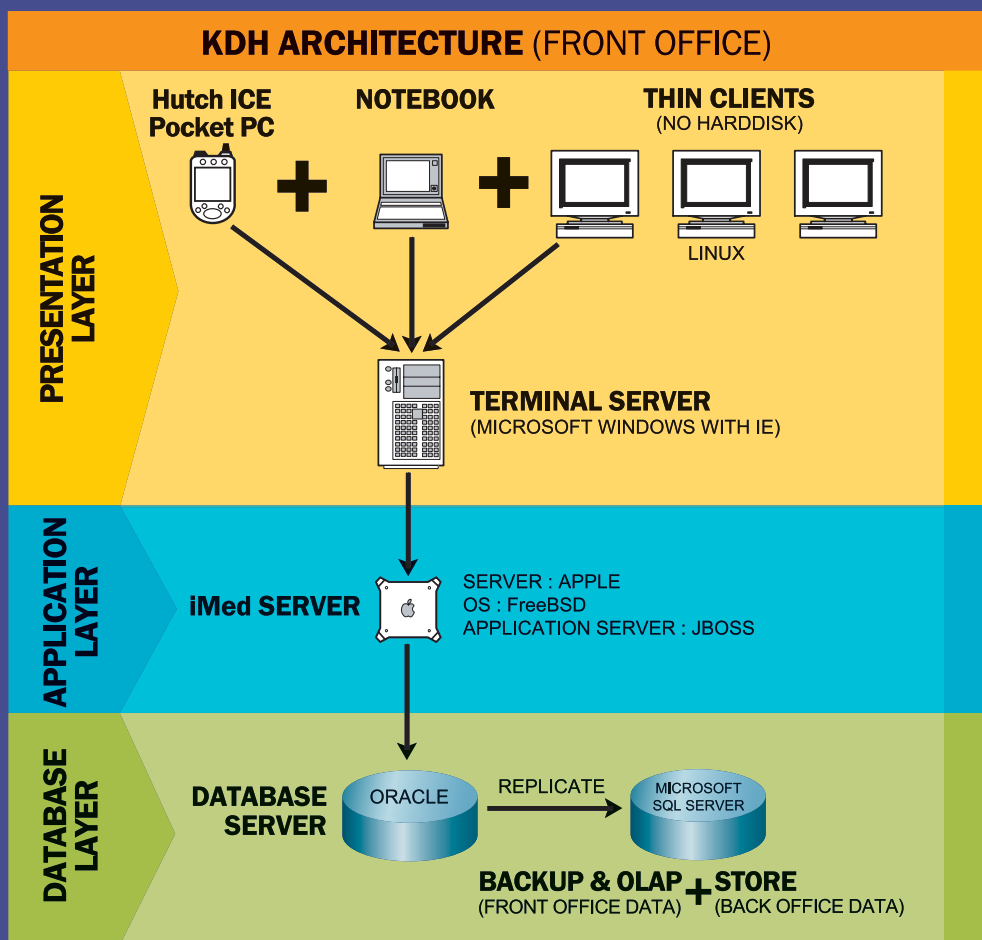 KDH ARCHITECTURE (FRONT OFFICE)
PRESENTATION
LAYER
Hutch ICE
Pocket PC
NOTEBOOK
THIN CLIENTS
(NO HARDDISK)
LINUX
TERMINAL SERVER
(MICROSOFT WINDOWS WITH IE)
APPLICATION
LAYER
iMed SERVER
SERVER : APPLE
OS : FreeBSD
APPLICATION SERVER : JBOSS
DATABASE
LAYER
DATABASE
SERVER
ORACLE
REPLICATE
MICROSOFT
SQL SERVER
BACKUP & OLAP + STORE
(FRONT OFFICE DATA) (BACK OFFICE DATA)